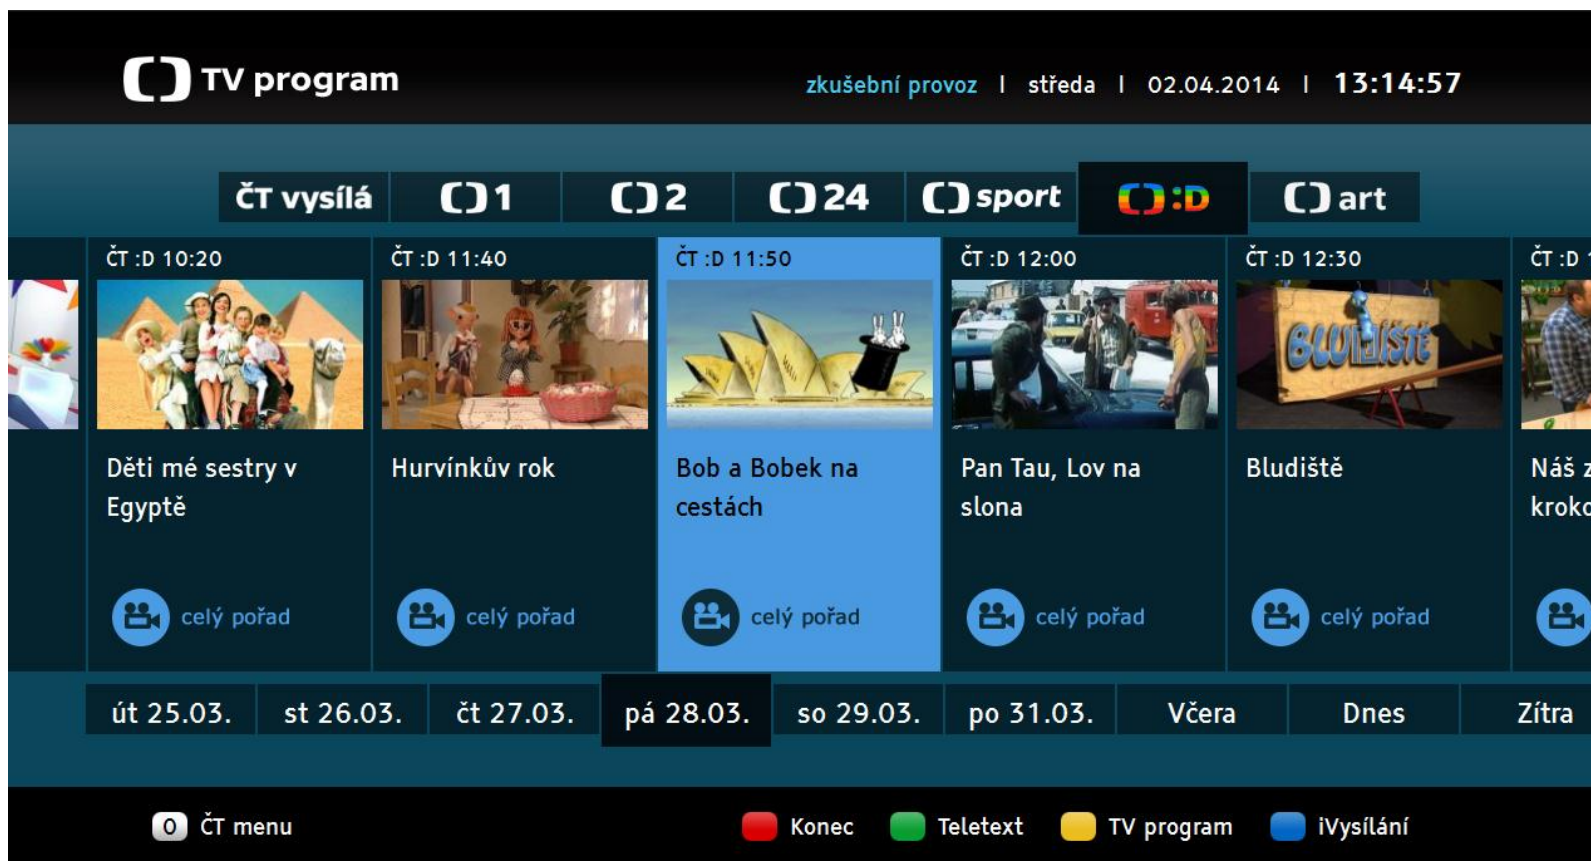 TV program
zkušební provoz | středa | 02.04.2014 | 13:14:57
ČT vysílá
1
2
24
sport
:D
art
ČT :D 10:20
ČT :D 11:40
ČT :D 11:50
ČT :D 12:00
ČT :D 12:30
ČT :D
BLUDIŠTĚ
Děti mé sestry v
Egyptě
Hurvínkův rok
Bob a Bobek na
cestách
Pan Tau, Lov na
slona
Bludiště
Náš
celý pořad
celý pořad
celý pořad
celý pořad
celý pořad
út 25.03.
st 26.03.
čt 27.03.
pá 28.03.
so 29.03.
po 31.03.
Včera
Dnes
Zítra
0 ČT menu
Konec
Teletext
TV program
iVysílání